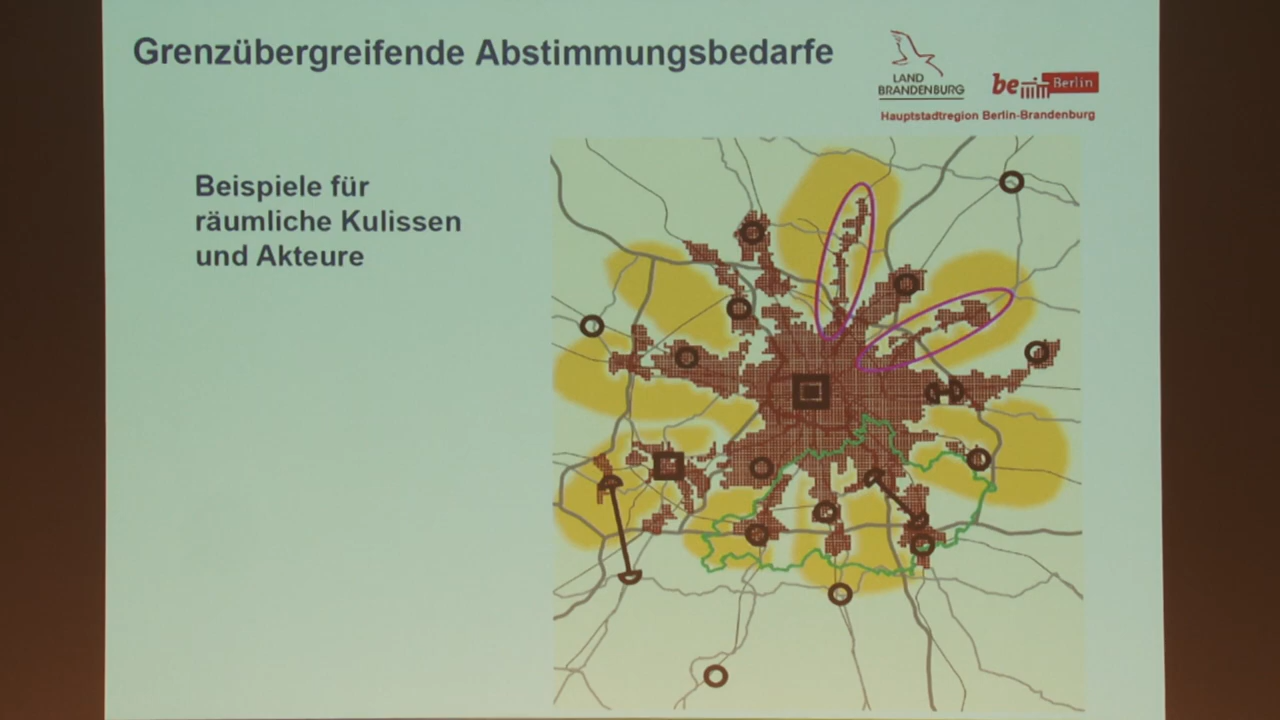 Grenzübergreifende Abstimmungsbedarfe
LAND
BRANDENBURG
be Berlin
Hauptstadtregion Berlin-Brandenburg
Beispiele für
räumliche Kulissen
und Akteure